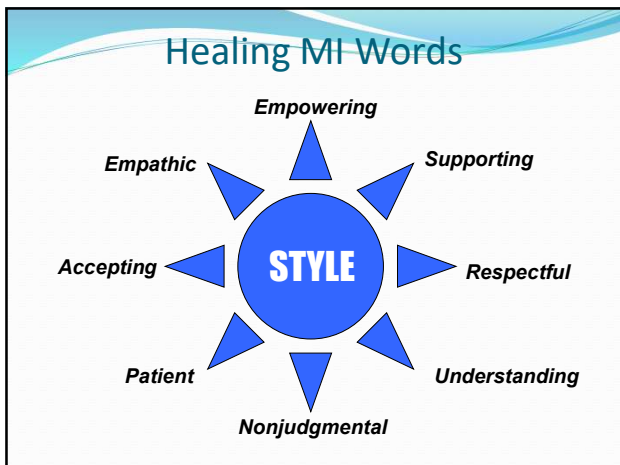 Healing MI Words
Empowering
Empathic
Supporting
Accepting
STYLE
Respectful
Patient
Understanding
Nonjudgmental